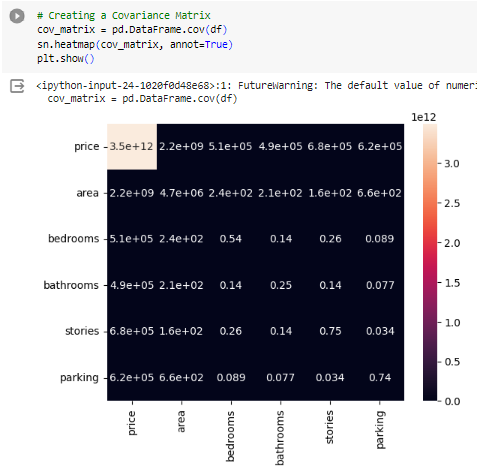 # Creating a Covariance Matrix
cov_matrix = pd.DataFrame.cov(df)
sn.heatmap(cov_matrix, annot=True)
plt.show()
<ipython-input-24-1020f0d48e68>:1: FutureWarning: The default value of numeri
cov_matrix = pd.DataFrame.cov(df)
1e12
price 3.5e+12 2.2e+09 5.1e+05 4.9e+05 6.8e+05 6.2e+05
area 2.2e+09 4.7e+06 2.4e+02 2.1e+02 1.6e+02 6.6e+02
bedrooms 5.1e+05 2.4e+02 0.54 0.14 0.26 0.089
bathrooms 4.9e+05 2.1e+02 0.14 0.25 0.14 0.077
stories 6.8e+05 1.6e+02 0.26 0.14 0.75 0.034
parking 6.2e+05 6.6e+02 0.089 0.077 0.034 0.74
price area bedrooms bathrooms stories parking
3.0
2.5
2.0
1.5
1.0
0.5
0.0